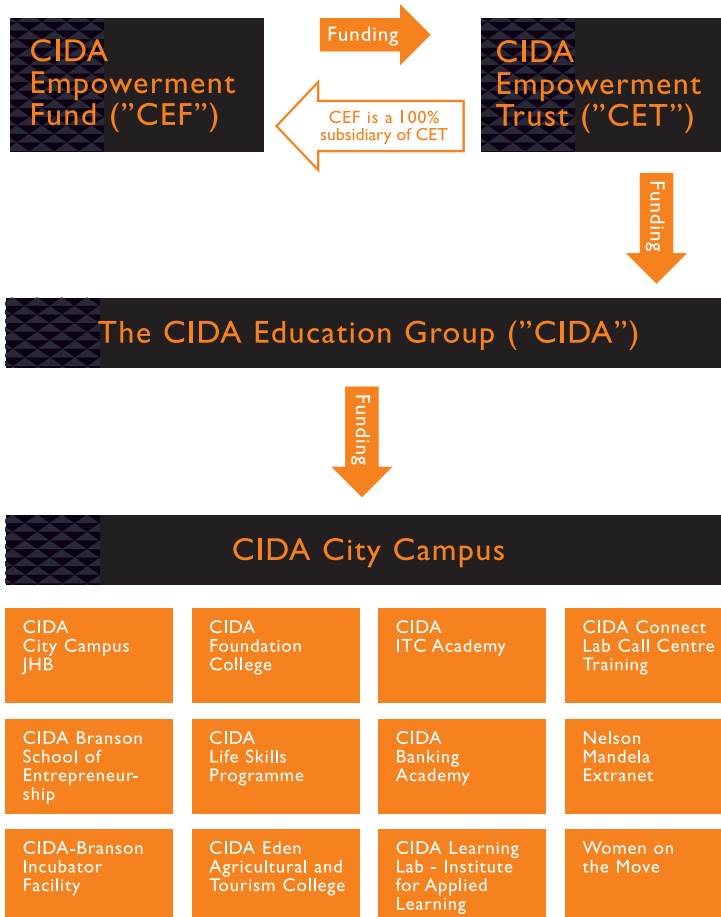 CIDA
Empowerment
Fund (”CEF”)
Funding
CEF is a 100%
subsidiary of CET
CIDA
Empowerment
Trust (”CET”)
Funding
The CIDA Education Group (”CIDA”)
Funding
CIDA City Campus
CIDA
City Campus
JHB
CIDA
Foundation
College
CIDA
ITC Academy
CIDA Connect
Lab Call Centre
Training
CIDA Branson
School of
Entrepreneur-
ship
CIDA
Life Skills
Programme
CIDA
Banking
Academy
Nelson
Mandela
Extranet
CIDA-Branson
Incubator
Facility
CIDA Eden
Agricultural and
Tourism College
CIDA Learning
Lab - Institute
for Applied
Learning
Women on
the Move